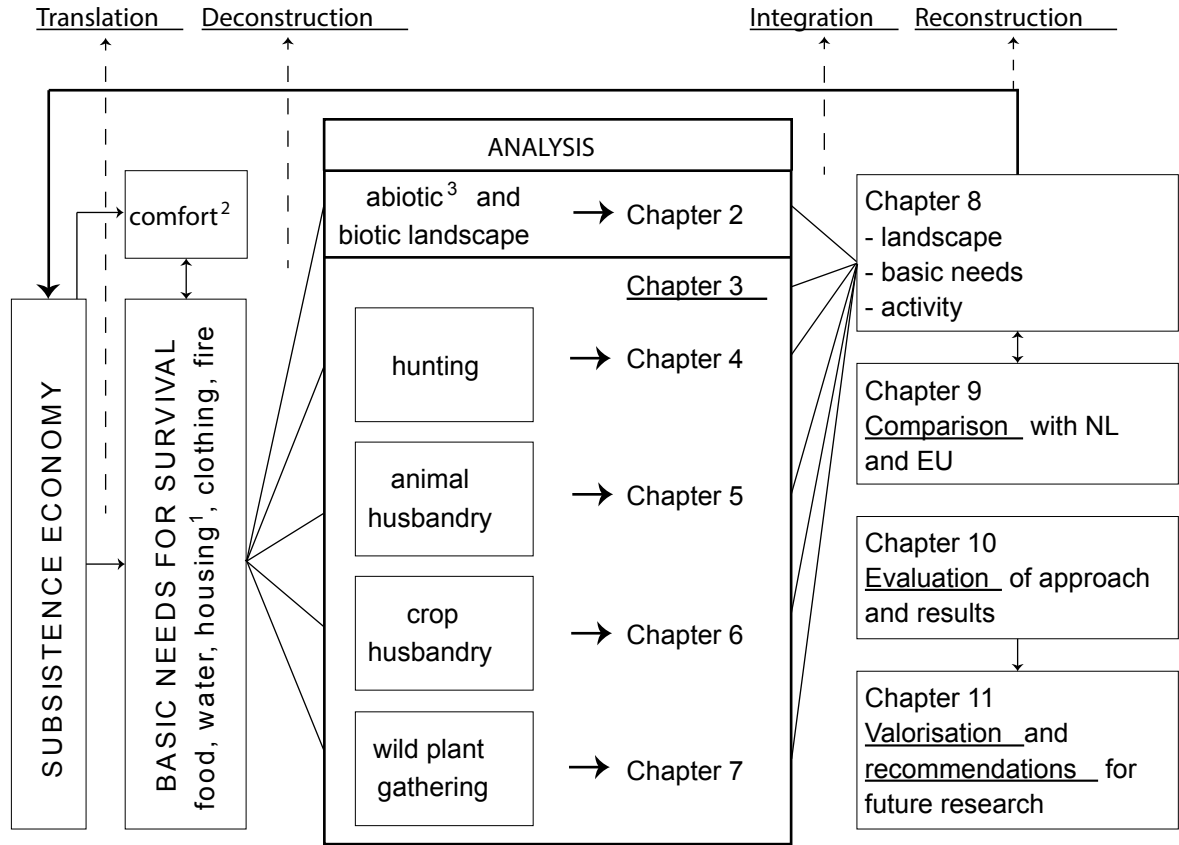 Translation
Deconstruction
Integration
Reconstruction
SUBSISTENCE ECONOMY
comfort²
BASIC NEEDS FOR SURVIVAL
food, water, housing¹, clothing, fire
ANALYSIS
abiotic³ and
biotic landscape
Chapter 2
Chapter 3
hunting
Chapter 4
animal
husbandry
Chapter 5
crop
husbandry
Chapter 6
wild plant
gathering
Chapter 7
Chapter 8
- landscape
- basic needs
- activity
Chapter 9
Comparison with NL
and EU
Chapter 10
Evaluation of approach
and results
Chapter 11
Valorisation and
recommendations for
future research